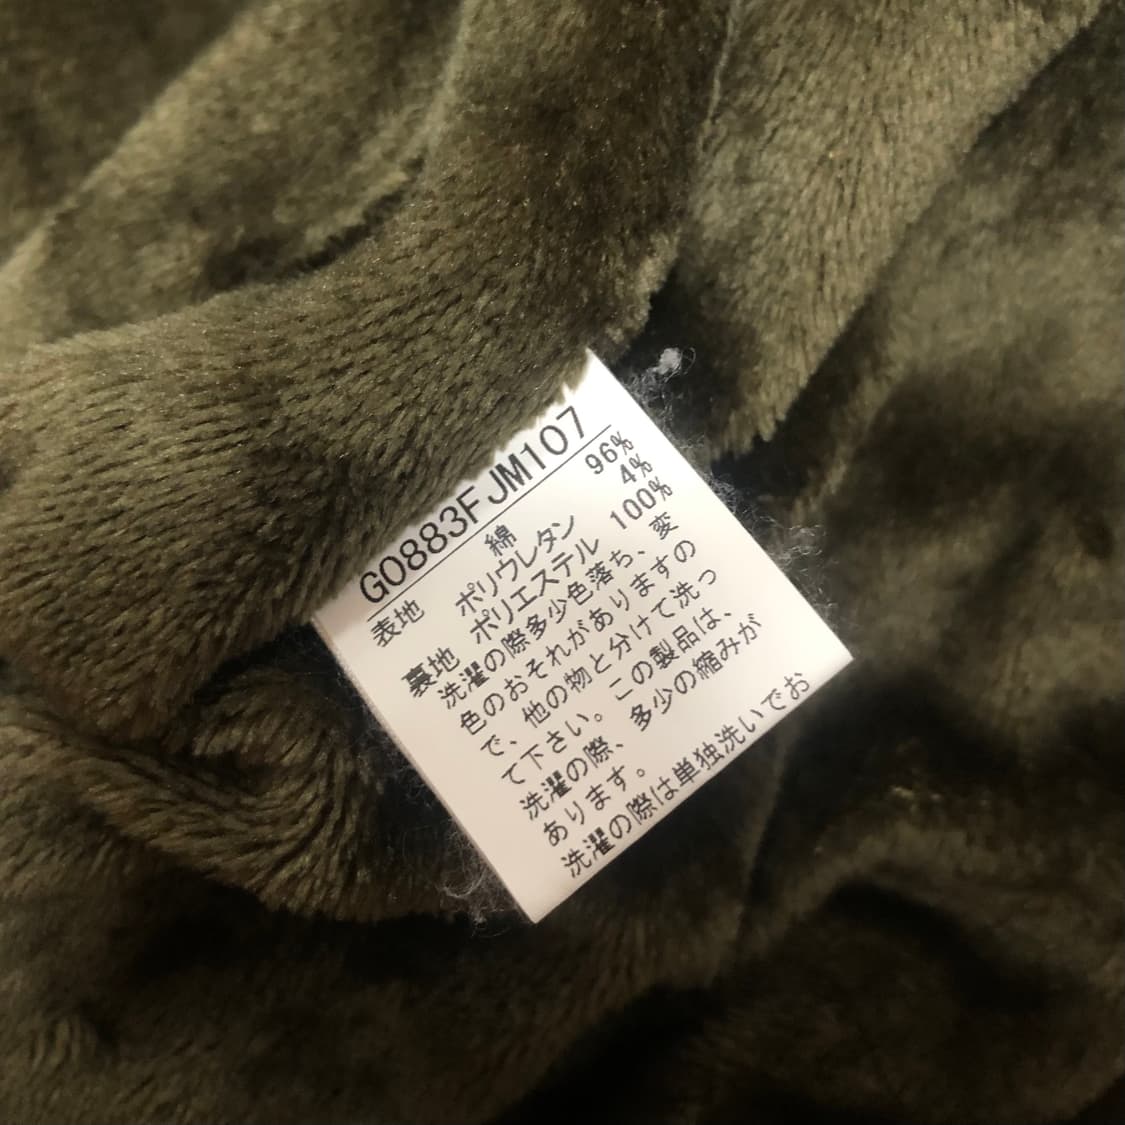 G0883FJM107
表地 綿 96%
ポリウレタン 4%
裏地 ポリエステル 100%
洗濯の際多少色落ち、変
色のおそれがありますの
で、他の物と分けて洗っ
て下さい。この製品は、
洗濯の際、多少の縮みが
あります。
洗濯の際は単独洗いでお